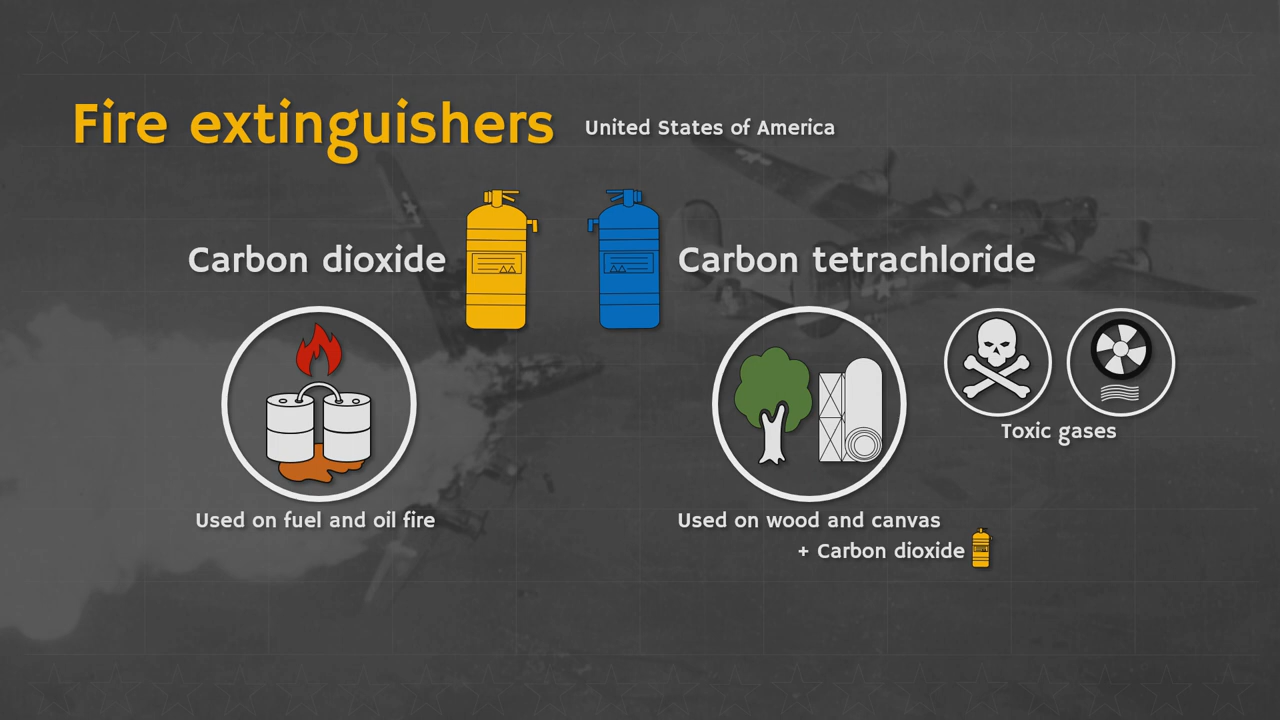 Fire extinguishers
United States of America
Carbon dioxide
Carbon tetrachloride
Toxic gases
Used on fuel and oil fire
Used on wood and canvas
+ Carbon dioxide